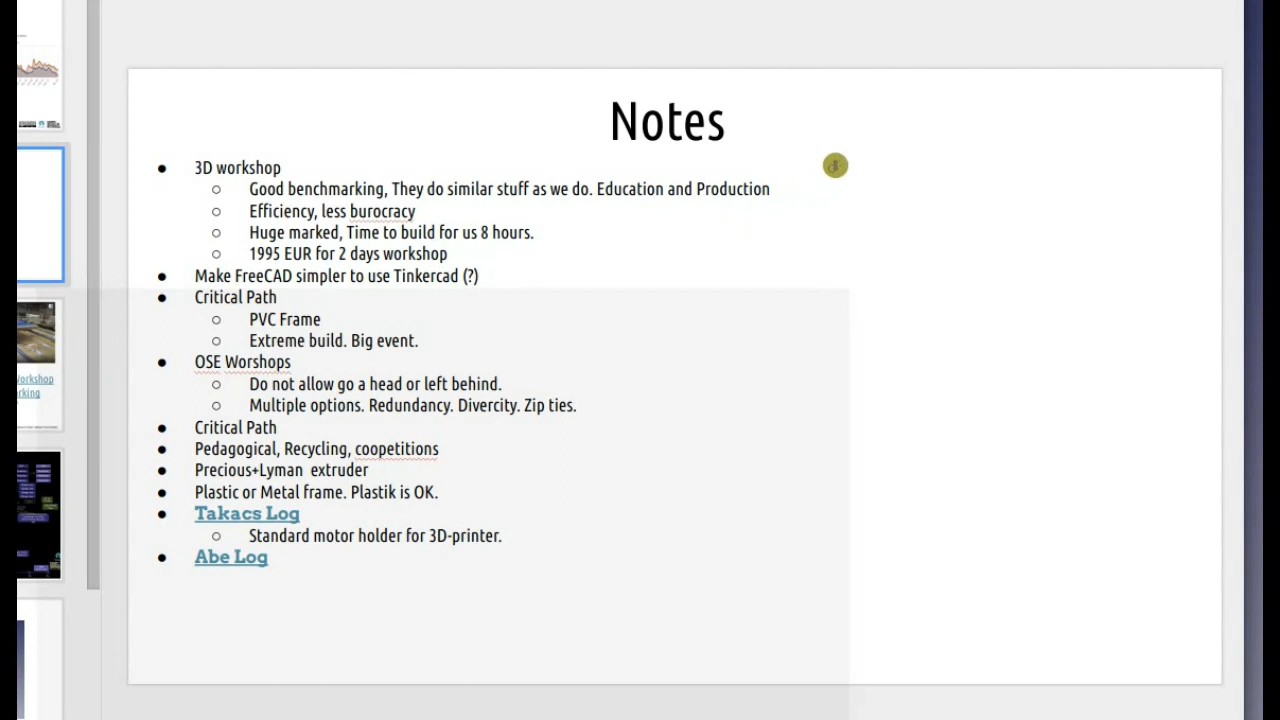 Notes
● 3D workshop
○ Good benchmarking, They do similar stuff as we do. Education and Production
○ Efficiency, less burocracy
○ Huge marked, Time to build for us 8 hours.
○ 1995 EUR for 2 days workshop
● Make FreeCAD simpler to use Tinkercad (?)
● Critical Path
○ PVC Frame
○ Extreme build. Big event.
● OSE Worshops
○ Do not allow go a head or left behind.
○ Multiple options. Redundancy. Divercity. Zip ties.
● Critical Path
● Pedagogical, Recycling, coopetitions
● Precious+Lyman extruder
● Plastic or Metal frame. Plastik is OK.
● Takacs Log
○ Standard motor holder for 3D-printer.
● Abe Log
Workshop